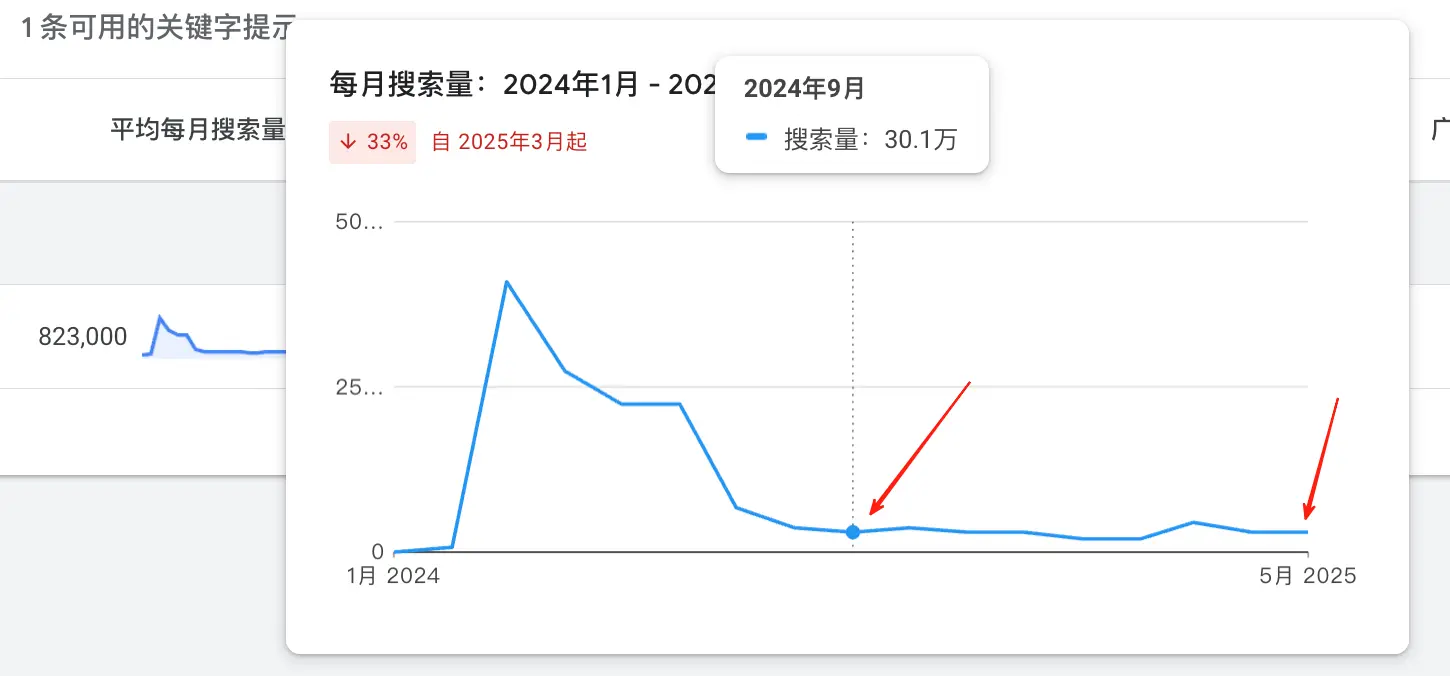 1 条可用的关键字提示
每月搜索量：2024年1月 - 202
2024年9月
搜索量：30.1万
平均每月搜索量
广
33% 自 2025年3月起
50...
25...
823,000
0
1月 2024
5月 2025